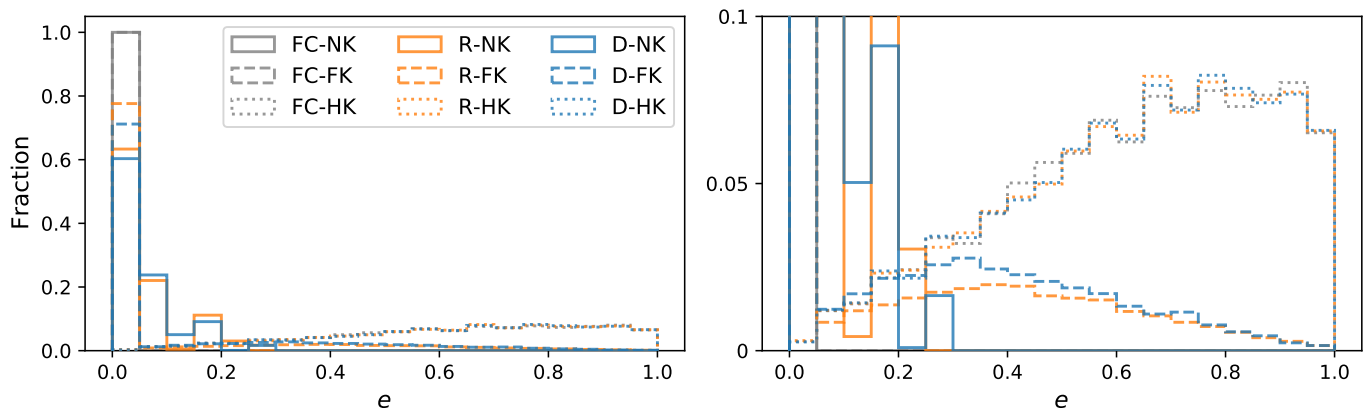 1.0
0.8
0.6
0.4
0.2
0.0
Fraction
FC-NK R-NK D-NK
FC-FK R-FK D-FK
FC-HK R-HK D-HK
0.0 0.2 0.4 0.6 0.8 1.0
e
0.1
0.05
0
0.0 0.2 0.4 0.6 0.8 1.0
e